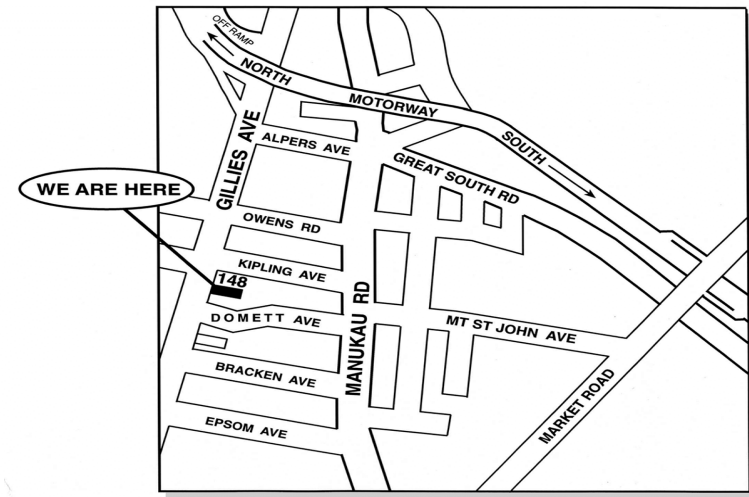 OFF RAMP
NORTH
MOTORWAY
SOUTH
GILLIES AVE
ALPERS AVE
GREAT SOUTH RD
WE ARE HERE
OWENS RD
KIPLING AVE
148
DOMETT AVE
MANUKAU RD
MT ST JOHN AVE
BRACKEN AVE
MARKET ROAD
EPSOM AVE